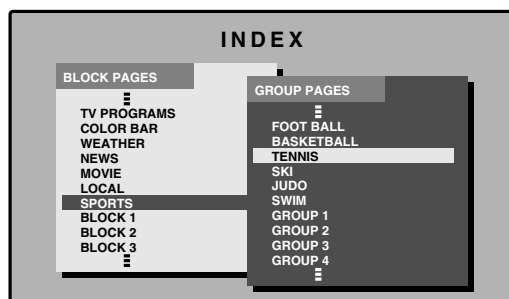 INDEX
BLOCK PAGES
TV PROGRAMS
COLOR BAR
WEATHER
NEWS
MOVIE
LOCAL
SPORTS
BLOCK 1
BLOCK 2
BLOCK 3
GROUP PAGES
FOOT BALL
BASKETBALL
TENNIS
SKI
JUDO
SWIM
GROUP 1
GROUP 2
GROUP 3
GROUP 4